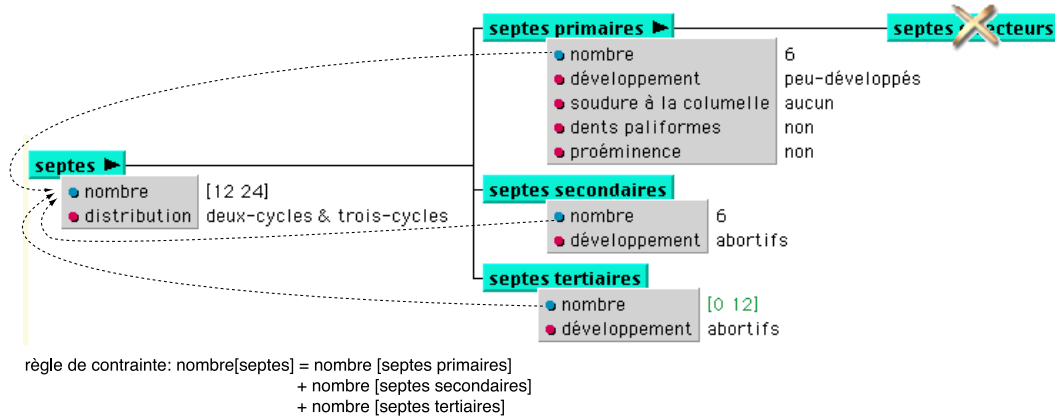 septes primaires
septes directeurs
nombre 6
développement peu-développés
soudure à la columelle aucun
dents paliformes non
proéminence non
septes
nombre [12 24]
distribution deux-cycles & trois-cycles
septes secondaires
nombre 6
développement abortifs
septes tertiaires
nombre [0 12]
développement abortifs
règle de contrainte: nombre[septes] = nombre [septes primaires]
+ nombre [septes secondaires]
+ nombre [septes tertiaires]